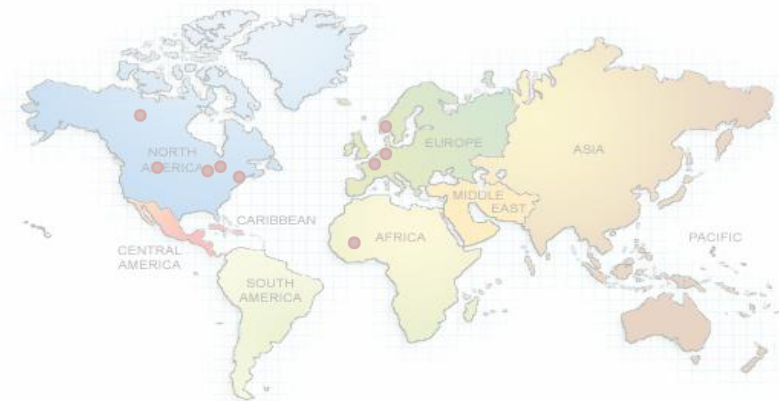 NORTH
AMERICA
EUROPE
ASIA
MIDDLE
EAST
CARIBBEAN
AFRICA
PACIFIC
CENTRAL
AMERICA
SOUTH
AMERICA